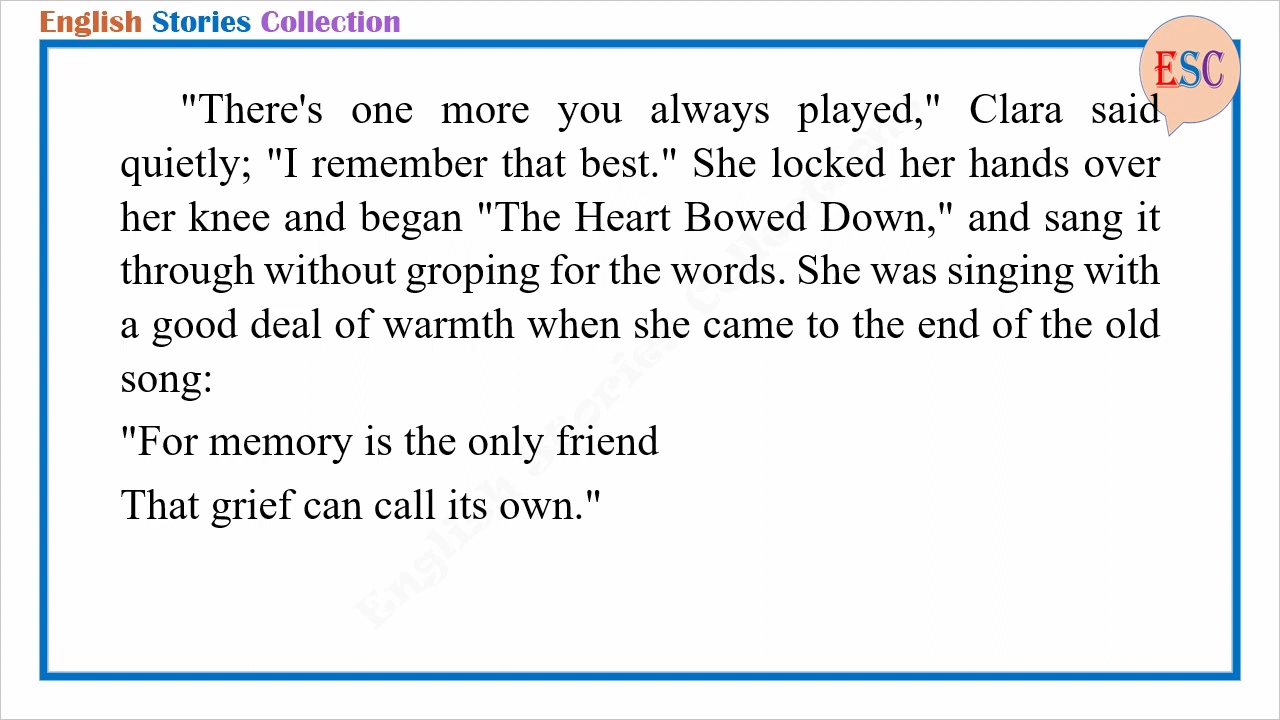 English Stories Collection
ESC
"There's one more you always played," Clara said
quietly; "I remember that best." She locked her hands over
her knee and began "The Heart Bowed Down," and sang it
through without groping for the words. She was singing with
a good deal of warmth when she came to the end of the old
song:
"For memory is the only friend
That grief can call its own."
English Stories Collection